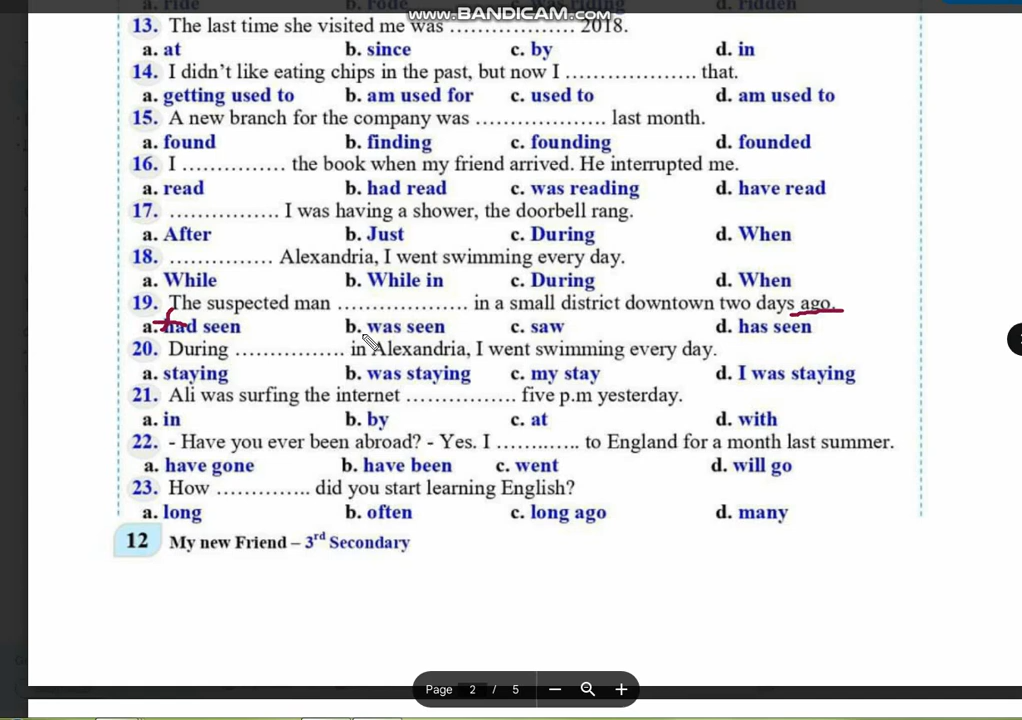 a. ride b. rode d. ridden
www.BANDICAM.com
13. The last time she visited me was ……………… 2018.
a. at b. since c. by d. in
14. I didn’t like eating chips in the past, but now I ……………… that.
a. getting used to b. am used for c. used to d. am used to
15. A new branch for the company was ……………… last month.
a. found b. finding c. founding d. founded
16. I …………… the book when my friend arrived. He interrupted me.
a. read b. had read c. was reading d. have read
17. ……………. I was having a shower, the doorbell rang.
a. After b. Just c. During d. When
18. …………… Alexandria, I went swimming every day.
a. While b. While in c. During d. When
19. The suspected man ……………… in a small district downtown two days ago.
a. had seen b. was seen c. saw d. has seen
20. During …………… in Alexandria, I went swimming every day.
a. staying b. was staying c. my stay d. I was staying
21. Ali was surfing the internet …………… five p.m yesterday.
a. in b. by c. at d. with
22. - Have you ever been abroad? - Yes. I ………….. to England for a month last summer.
a. have gone b. have been c. went d. will go
23. How ………….. did you start learning English?
a. long b. often c. long ago d. many
12 My new Friend – 3rd Secondary
Page 2 / 5